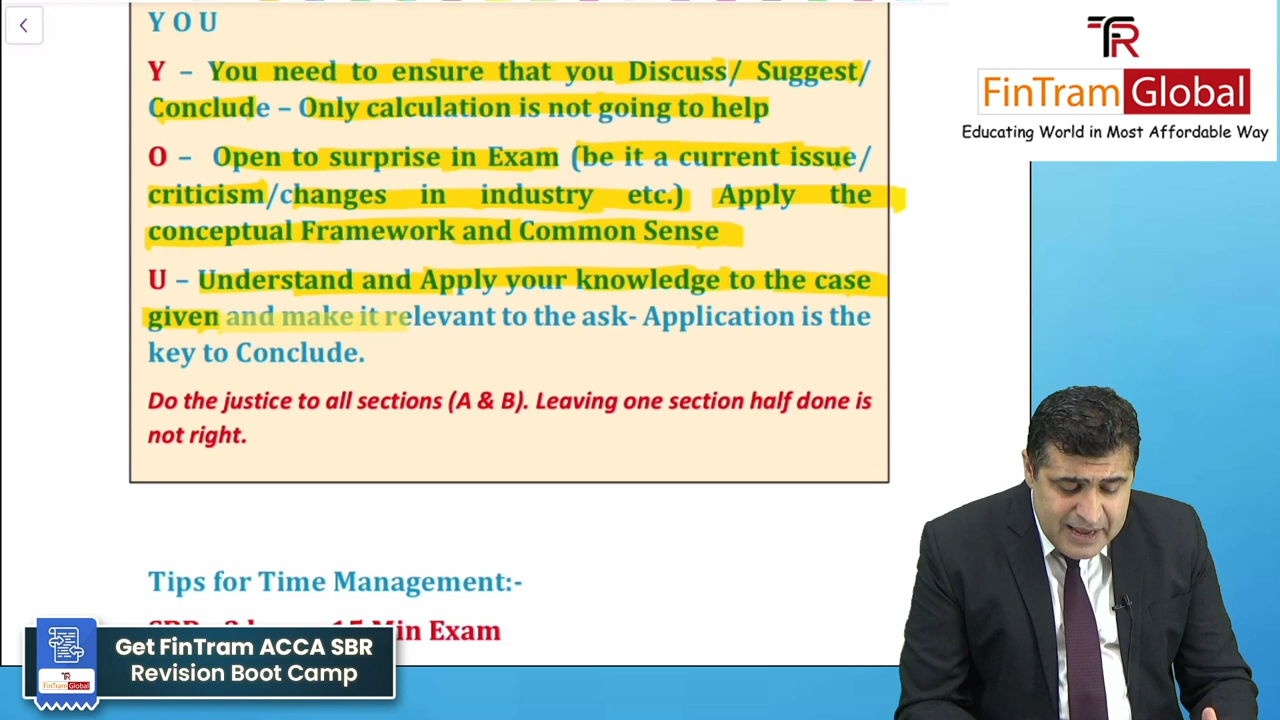 Y O U
Y – You need to ensure that you Discuss/ Suggest/
Conclude – Only calculation is not going to help
O – Open to surprise in Exam (be it a current issue/
criticism/changes in industry etc.) Apply the
conceptual Framework and Common Sense
U – Understand and Apply your knowledge to the case
given and make it relevant to the ask- Application is the
key to Conclude.
Do the justice to all sections (A & B). Leaving one section half done is
not right.
Tips for Time Management:-
Min Exam
TR
FinTram Global
Educating World in Most Affordable Way
TR
FinTram Global
Get FinTram ACCA SBR
Revision Boot Camp